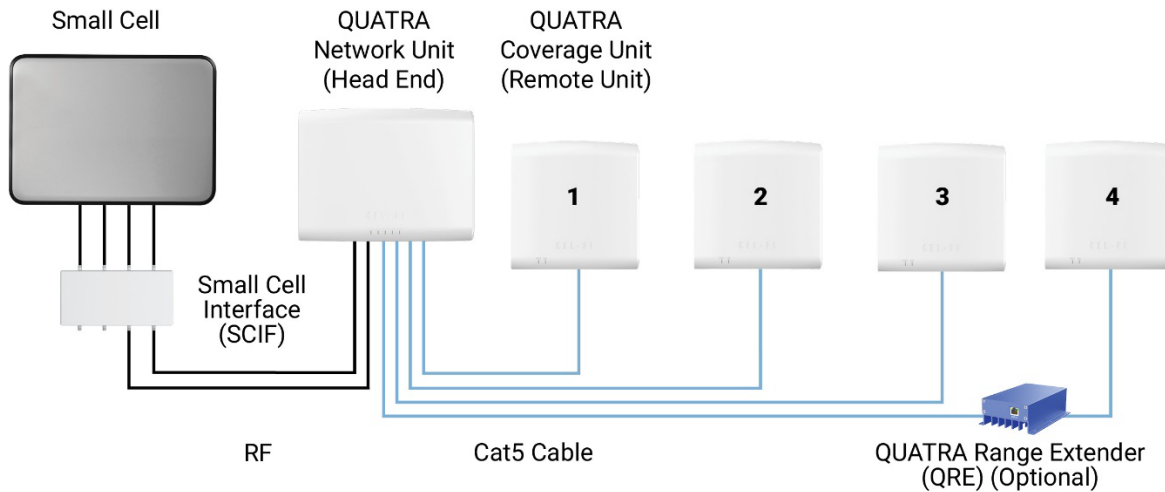 Small Cell
QUATRA
Network Unit
(Head End)
QUATRA
Coverage Unit
(Remote Unit)
1
2
3
4
Small Cell
Interface
(SCIF)
RF
Cat5 Cable
QUATRA Range Extender
(QRE) (Optional)